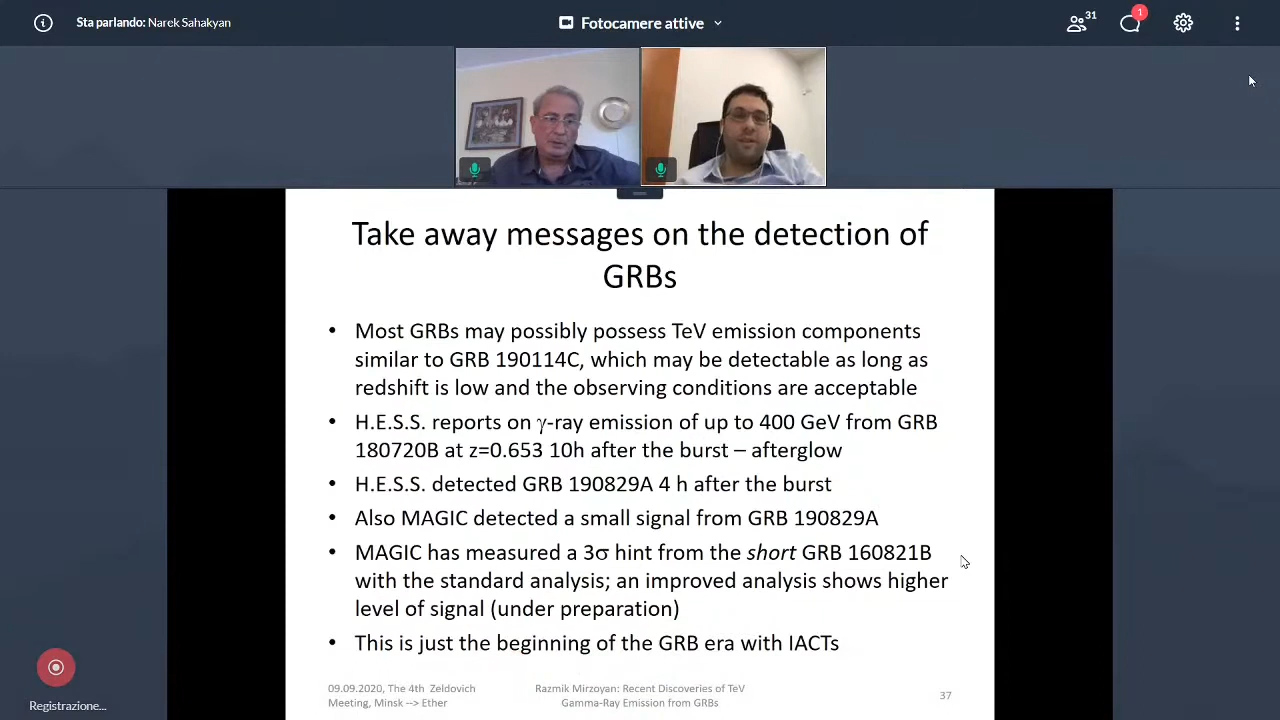 Sta parlando: Narek Sahakyan
Fotocamere attive
31
1
Take away messages on the detection of
GRBs
• Most GRBs may possibly possess TeV emission components
similar to GRB 190114C, which may be detectable as long as
redshift is low and the observing conditions are acceptable
• H.E.S.S. reports on γ-ray emission of up to 400 GeV from GRB
180720B at z=0.653 10h after the burst – afterglow
• H.E.S.S. detected GRB 190829A 4 h after the burst
• Also MAGIC detected a small signal from GRB 190829A
• MAGIC has measured a 3σ hint from the short GRB 160821B
with the standard analysis; an improved analysis shows higher
level of signal (under preparation)
• This is just the beginning of the GRB era with IACTs
09.09.2020, The 4th Zeldovich
Meeting, Minsk --> Ether
Razmik Mirzoyan: Recent Discoveries of TeV
Gamma-Ray Emission from GRBs
37
Registrazione...